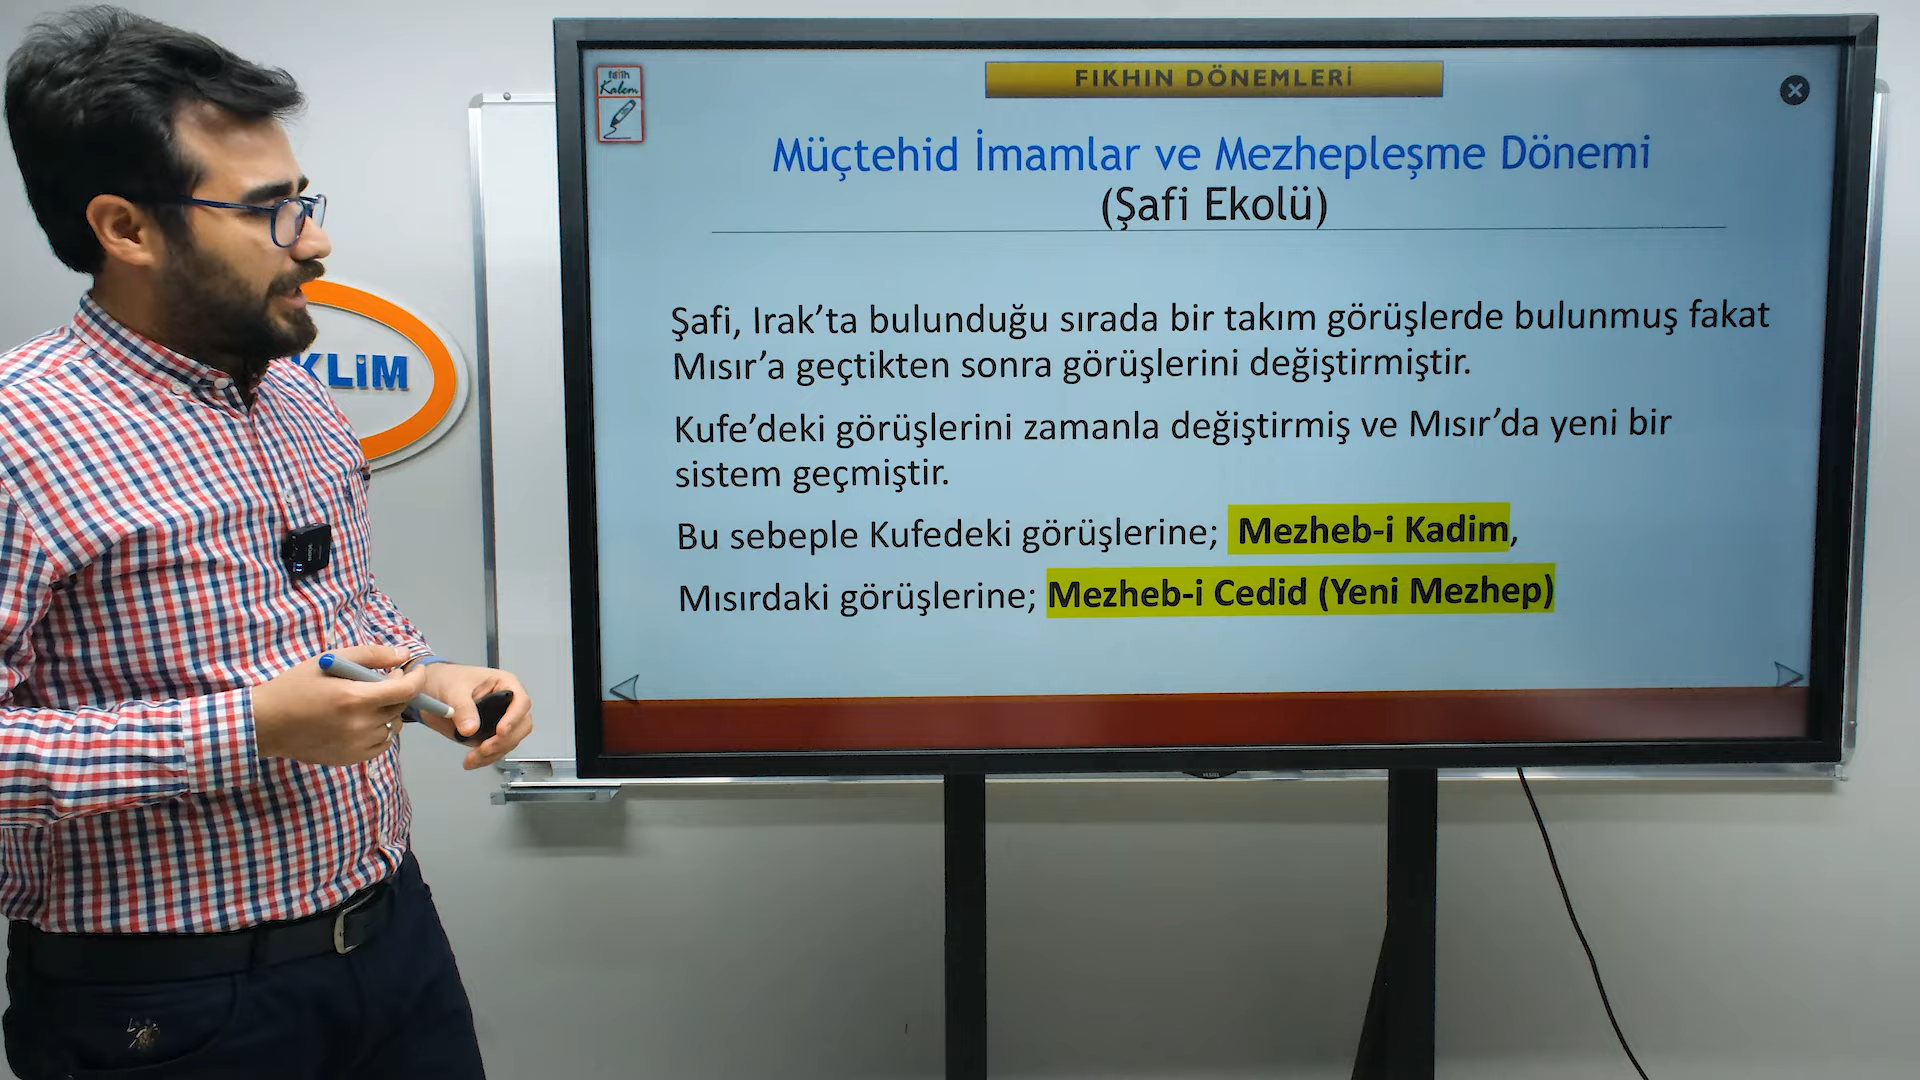 fatih
Kalem
FIKHIN DÖNEMLERİ
Müçtehid İmamlar ve Mezhepleşme Dönemi
(Şafi Ekolü)
Şafi, Irak’ta bulunduğu sırada bir takım görüşlerde bulunmuş fakat
Mısır’a geçtikten sonra görüşlerini değiştirmiştir.
Kufe’deki görüşlerini zamanla değiştirmiş ve Mısır’da yeni bir
sistem geçmiştir.
Bu sebeple Kufedeki görüşlerine; Mezheb-i Kadim,
Mısırdaki görüşlerine; Mezheb-i Cedid (Yeni Mezhep)
KLİM